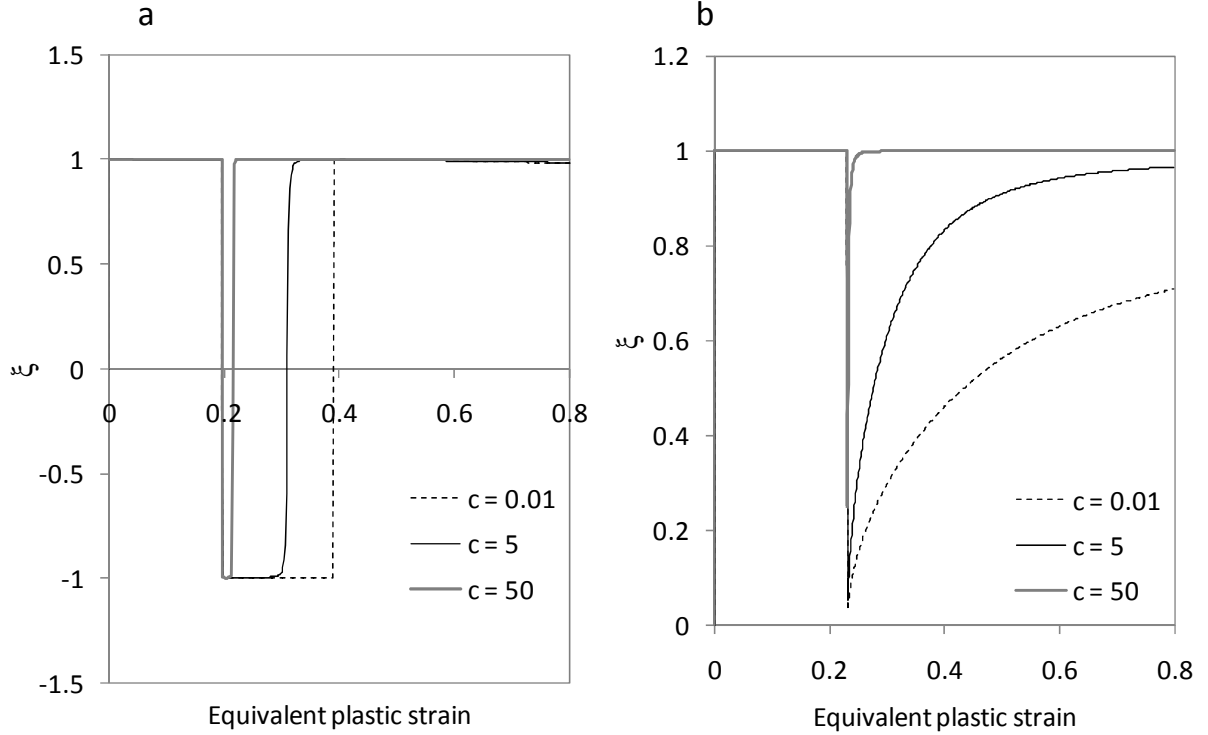 a
1.5
1
0.5
0
-0.5
-1
-1.5
ξ
0 0.2 0.4 0.6 0.8
c = 0.01
c = 5
c = 50
Equivalent plastic strain
b
1.2
1
0.8
0.6
0.4
0.2
0
ξ
0 0.2 0.4 0.6 0.8
c = 0.01
c = 5
c = 50
Equivalent plastic strain